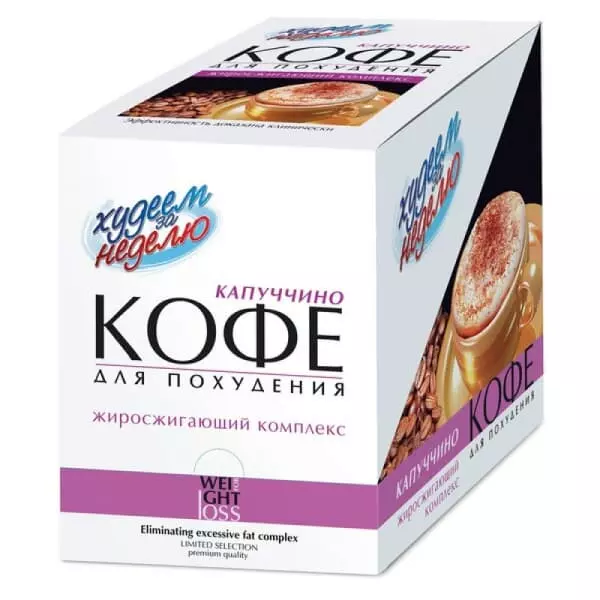 КАПУЧЧИНО
КОФЕ
ДЛЯ ПОХУДЕНИЯ
ЖИРОСЖИГАЮЩИЙ КОМПЛЕКС
Эффективность доказана клинически
худеем
за
неделю
КАПУЧЧИНО
КОФЕ
ДЛЯ ПОХУДЕНИЯ
жиросжигающий комплекс
WEI
GHT
loss
Eliminating excessive fat complex
LIMITED SELECTION
premium quality
худеем
за
неделю
КАПУЧЧИНО
КОФЕ
ДЛЯ ПОХУДЕНИЯ
жиросжигающий
комплекс